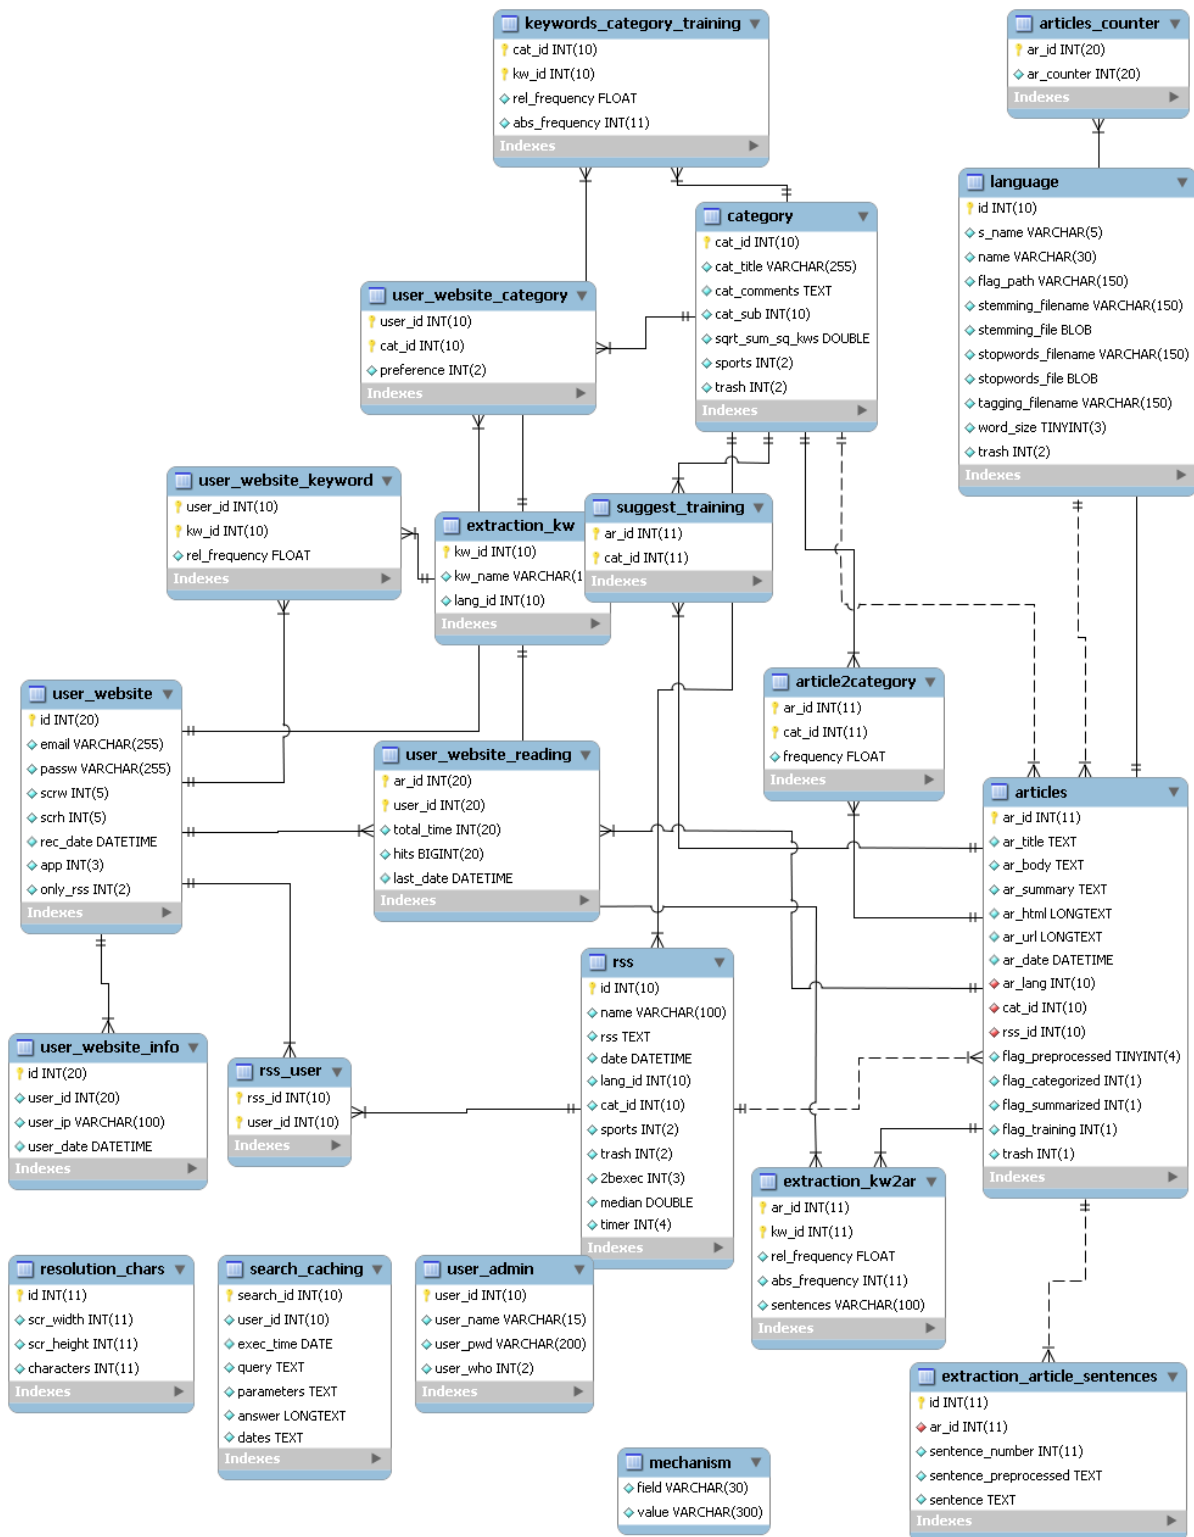 keywords_category_training
cat_id INT(10)
kw_id INT(10)
rel_frequency FLOAT
abs_frequency INT(11)
Indexes
articles_counter
ar_id INT(20)
ar_counter INT(20)
Indexes
language
id INT(10)
s_name VARCHAR(5)
name VARCHAR(30)
flag_path VARCHAR(150)
stemming_filename VARCHAR(150)
stemming_file BLOB
stopwords_filename VARCHAR(150)
stopwords_file BLOB
tagging_filename VARCHAR(150)
word_size TINYINT(3)
trash INT(2)
Indexes
category
cat_id INT(10)
cat_title VARCHAR(255)
cat_comments TEXT
cat_sub INT(10)
sqrt_sum_sq_kws DOUBLE
sports INT(2)
trash INT(2)
Indexes
user_website_category
user_id INT(10)
cat_id INT(10)
preference INT(2)
Indexes
user_website_keyword
user_id INT(10)
kw_id INT(10)
rel_frequency FLOAT
Indexes
extraction_kw
kw_id INT(10)
kw_name VARCHAR(1
lang_id INT(10)
Indexes
suggest_training
ar_id INT(11)
cat_id INT(11)
Indexes
user_website
id INT(20)
email VARCHAR(255)
passw VARCHAR(255)
scrw INT(5)
scrh INT(5)
rec_date DATETIME
app INT(3)
only_rss INT(2)
Indexes
user_website_reading
ar_id INT(20)
user_id INT(20)
total_time INT(20)
hits BIGINT(20)
last_date DATETIME
Indexes
article2category
ar_id INT(11)
cat_id INT(11)
frequency FLOAT
Indexes
articles
ar_id INT(11)
ar_title TEXT
ar_body TEXT
ar_summary TEXT
ar_html LONGTEXT
ar_url LONGTEXT
ar_date DATETIME
ar_lang INT(10)
cat_id INT(10)
rss_id INT(10)
flag_preprocessed TINYINT(4)
flag_categorized INT(1)
flag_summarized INT(1)
flag_training INT(1)
trash INT(1)
Indexes
user_website_info
id INT(20)
user_id INT(20)
user_ip VARCHAR(100)
user_date DATETIME
Indexes
rss_user
rss_id INT(10)
user_id INT(10)
Indexes
rss
id INT(10)
name VARCHAR(100)
rss TEXT
date DATETIME
lang_id INT(10)
cat_id INT(10)
sports INT(2)
trash INT(2)
2bexec INT(3)
median DOUBLE
timer INT(4)
Indexes
extraction_kw2ar
ar_id INT(11)
kw_id INT(11)
rel_frequency FLOAT
abs_frequency INT(11)
sentences VARCHAR(100)
Indexes
resolution_chars
id INT(11)
scr_width INT(11)
scr_height INT(11)
characters INT(11)
Indexes
search_caching
search_id INT(10)
user_id INT(10)
exec_time DATE
query TEXT
parameters TEXT
answer LONGTEXT
dates TEXT
Indexes
user_admin
user_id INT(10)
user_name VARCHAR(15)
user_pwd VARCHAR(200)
user_who INT(2)
Indexes
extraction_article_sentences
id INT(11)
ar_id INT(11)
sentence_number INT(11)
sentence_preprocessed TEXT
sentence TEXT
Indexes
mechanism
field VARCHAR(30)
value VARCHAR(300)